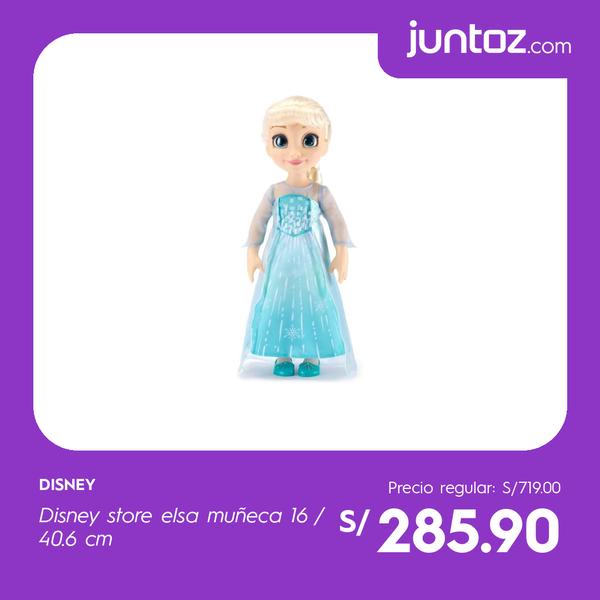 juntoz.com
DISNEY
Disney store elsa muñeca 16 /
40.6 cm
Precio regular: S/719.00
S/285.90